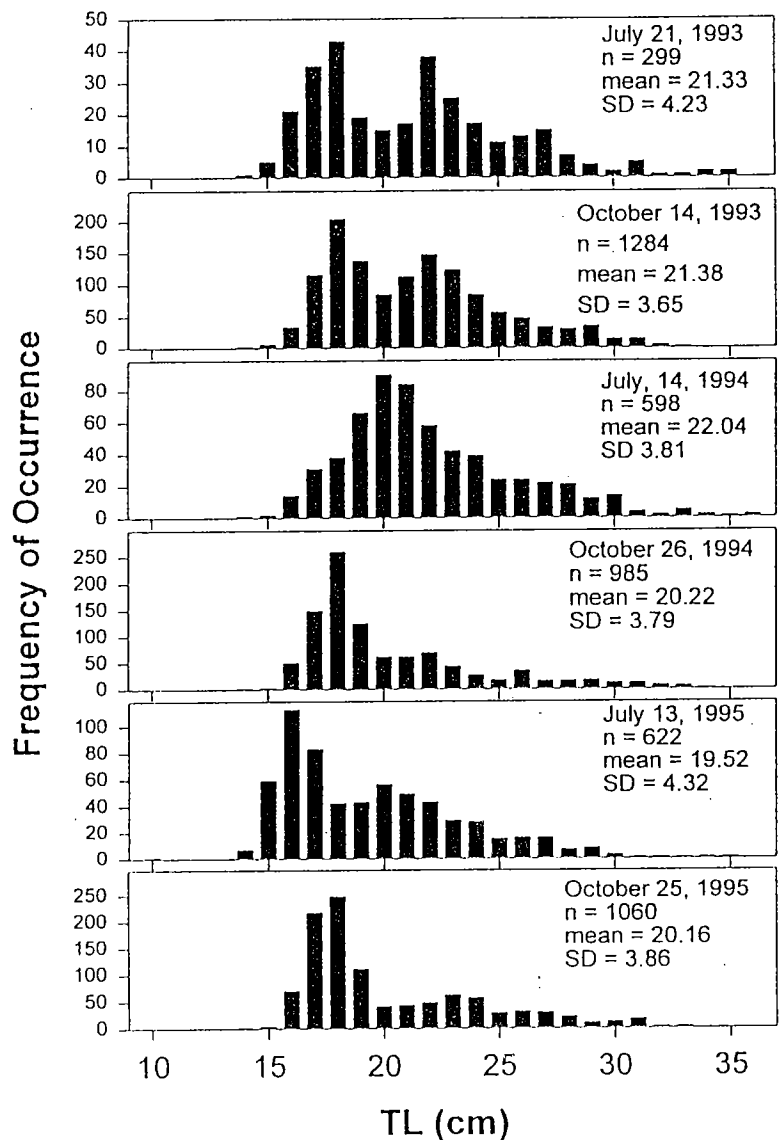 Frequency of Occurrence
50
40
30
20
10
0
July 21, 1993
n = 299
mean = 21.33
SD = 4.23
200
150
100
50
0
October 14, 1993
n = 1284
mean = 21.38
SD = 3.65
80
60
40
20
0
July, 14, 1994
n = 598
mean = 22.04
SD 3.81
250
200
150
100
50
0
October 26, 1994
n = 985
mean = 20.22
SD = 3.79
100
80
60
40
20
0
July 13, 1995
n = 622
mean = 19.52
SD = 4.32
250
200
150
100
50
0
October 25, 1995
n = 1060
mean = 20.16
SD = 3.86
10 15 20 25 30 35
TL (cm)